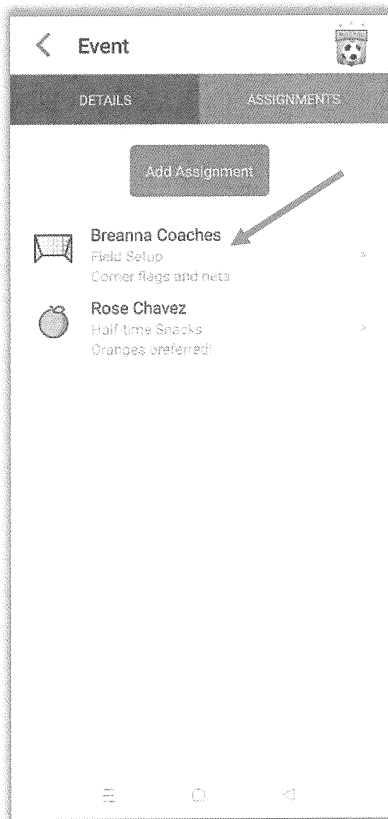 Event
DETAILS
ASSIGNMENTS
Add Assignment
Breanna Coaches
Field Setup
Corner flags and nets
Rose Chavez
Half-time Snacks
Oranges preferred!